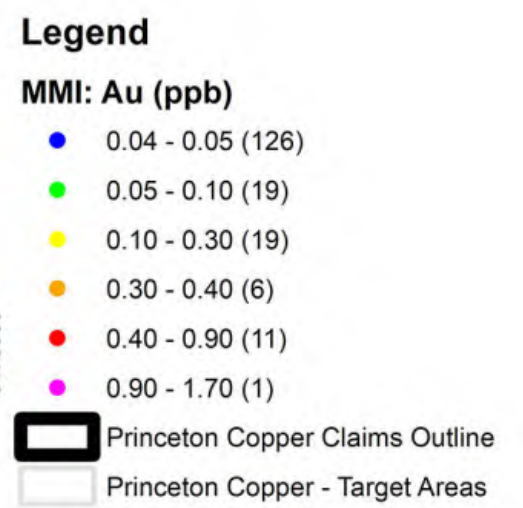 Legend
MMI: Au (ppb)
0.04 - 0.05 (126)
0.05 - 0.10 (19)
0.10 - 0.30 (19)
0.30 - 0.40 (6)
0.40 - 0.90 (11)
0.90 - 1.70 (1)
Princeton Copper Claims Outline
Princeton Copper - Target Areas